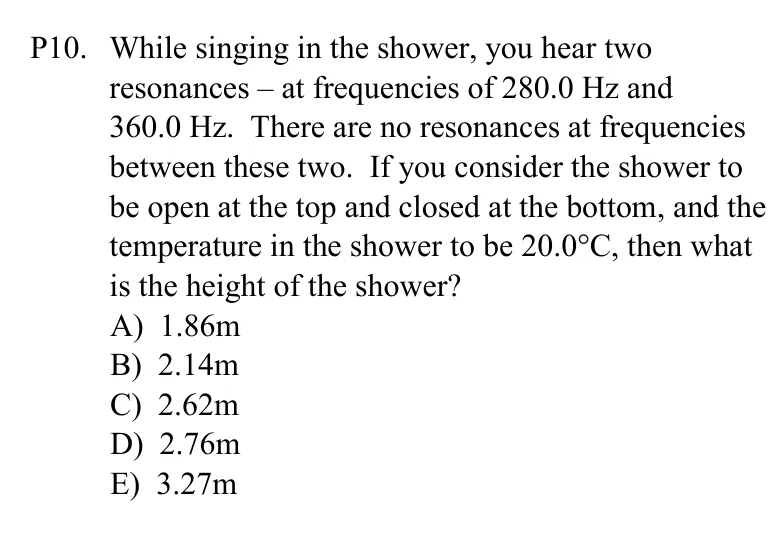 P10. While singing in the shower, you hear two
resonances – at frequencies of 280.0 Hz and
360.0 Hz. There are no resonances at frequencies
between these two. If you consider the shower to
be open at the top and closed at the bottom, and the
temperature in the shower to be 20.0°C, then what
is the height of the shower?
A) 1.86m
B) 2.14m
C) 2.62m
D) 2.76m
E) 3.27m